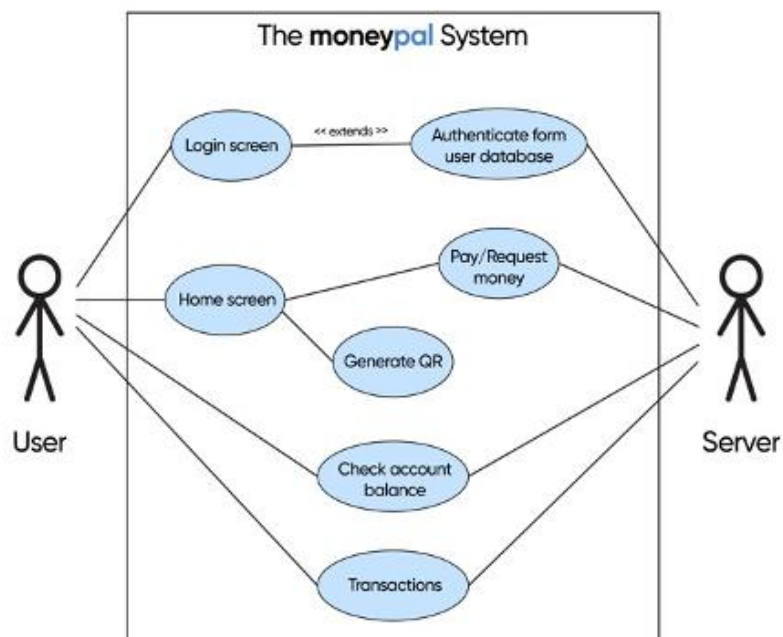 The moneypal System
Login screen
<< extends >>
Authenticate form
user database
Home screen
Pay/Request
money
Generate QR
User
Server
Check account
balance
Transactions